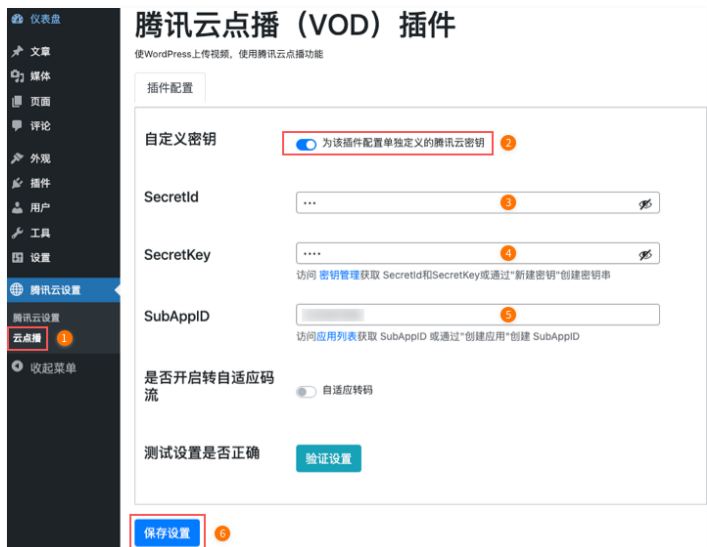 仪表盘
文章
媒体
页面
评论
外观
插件
用户
工具
设置
腾讯云设置
腾讯云设置
云点播 1
收起菜单
腾讯云点播（VOD）插件
使WordPress上传视频，使用腾讯云点播功能
插件配置
自定义密钥 为该插件配置单独定义的腾讯云密钥 2
SecretId ··· 3
SecretKey ···· 4
访问 密钥管理获取 SecretId和SecretKey或通过"新建密钥"创建密钥串
SubAppID 5
访问应用列表获取 SubAppID 或通过"创建应用"创建 SubAppID
是否开启转自适应码
流 自适应转码
测试设置是否正确 验证设置
保存设置 6